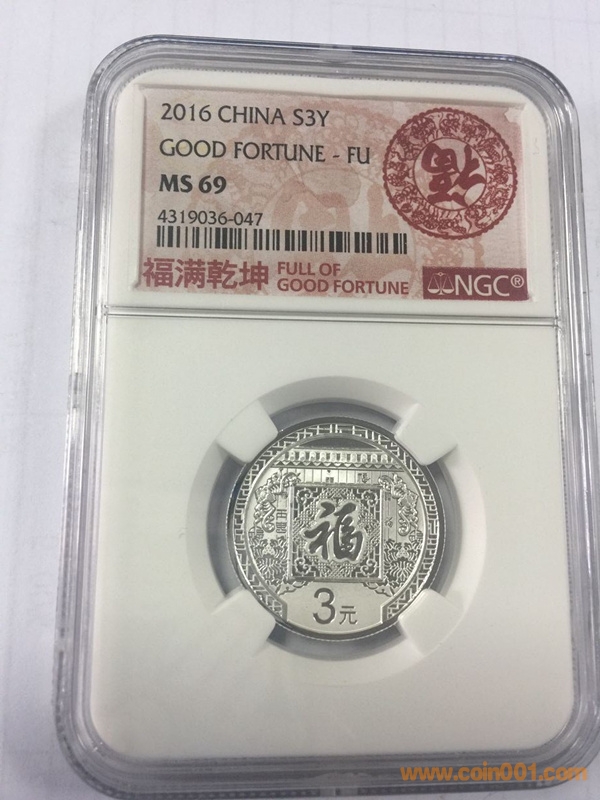 2016 CHINA S3Y
GOOD FORTUNE - FU
MS 69
4319036-047
福
福满乾坤 FULL OF
GOOD FORTUNE
NGC®
福
3元
www.coin001.com